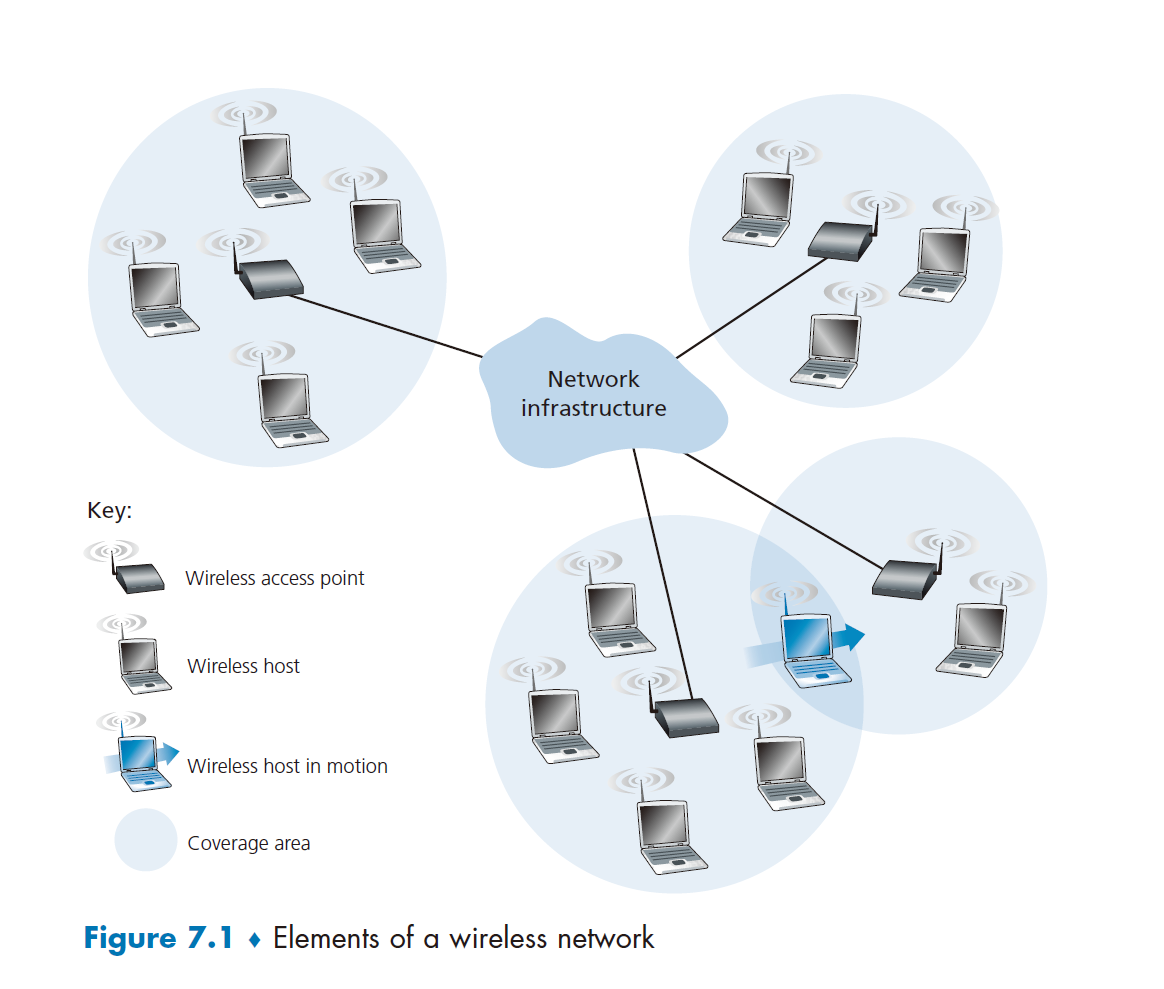 Network
infrastructure
Key:
Wireless access point
Wireless host
Wireless host in motion
Coverage area
Figure 7.1 ♦ Elements of a wireless network